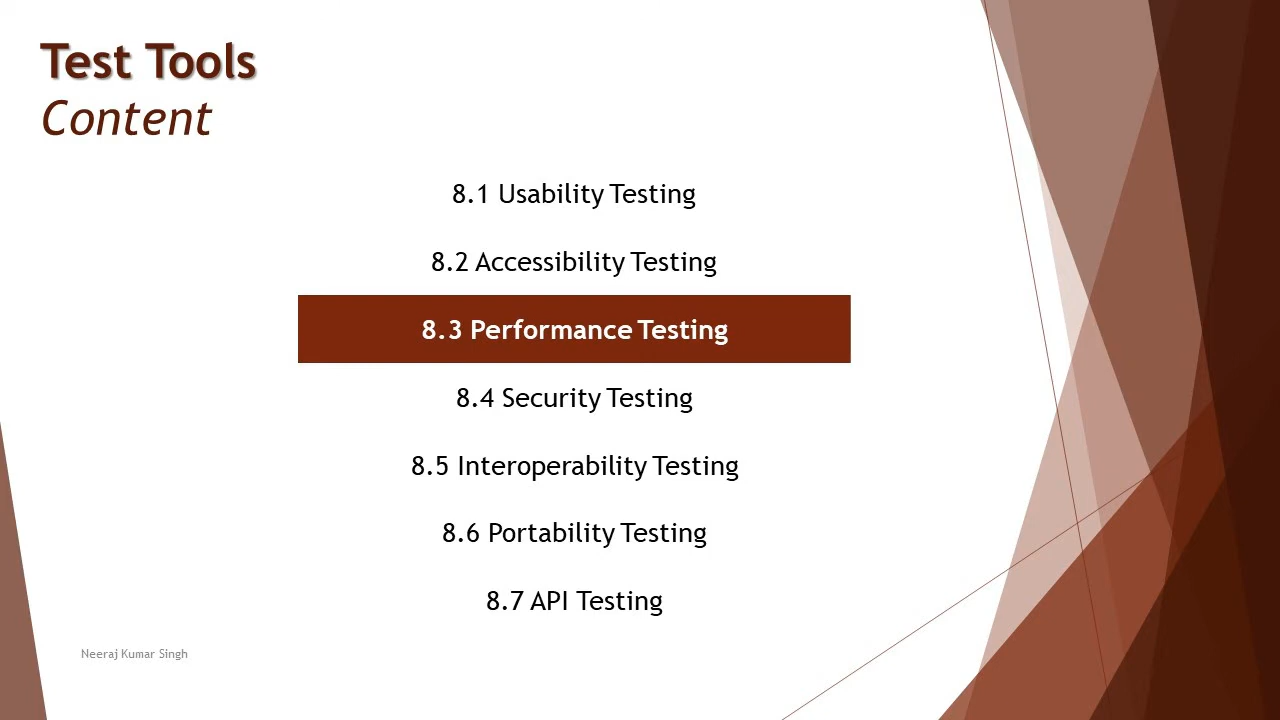 Test Tools
Content
8.1 Usability Testing
8.2 Accessibility Testing
8.3 Performance Testing
8.4 Security Testing
8.5 Interoperability Testing
8.6 Portability Testing
8.7 API Testing
Neeraj Kumar Singh